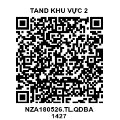 TAND KHU VỰC 2
NZA180526.TLQDBA
1427